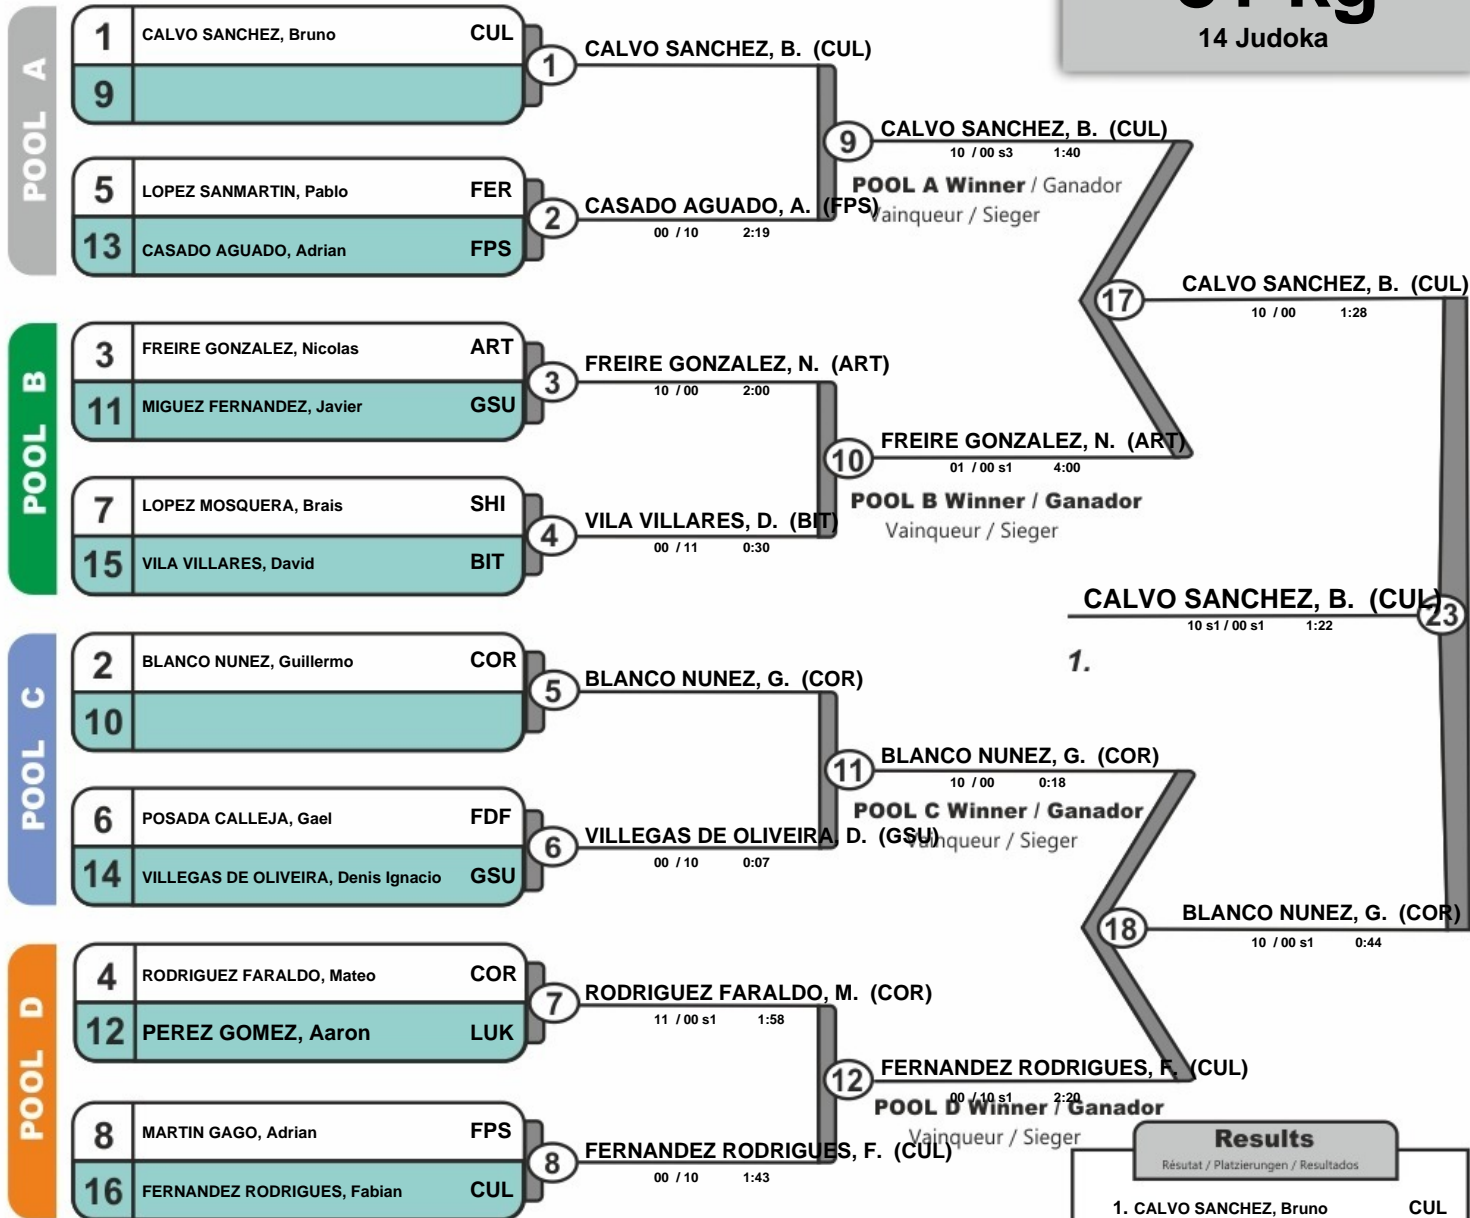 14 Judoka
POOL A
1 CALVO SANCHEZ, Bruno CUL
9
1
CALVO SANCHEZ, B. (CUL)
5 LOPEZ SANMARTIN, Pablo FER
13 CASADO AGUADO, Adrian FPS
2
CASADO AGUADO, A. (FPS)
00 / 10 2:19
9
CALVO SANCHEZ, B. (CUL)
10 / 00 s3 1:40
POOL A Winner / Ganador
Vainqueur / Sieger
POOL B
3 FREIRE GONZALEZ, Nicolas ART
11 MIGUEZ FERNANDEZ, Javier GSU
3
FREIRE GONZALEZ, N. (ART)
10 / 00 2:00
7 LOPEZ MOSQUERA, Brais SHI
15 VILA VILLARES, David BIT
4
VILA VILLARES, D. (BIT)
00 / 11 0:30
10
FREIRE GONZALEZ, N. (ART)
01 / 00 s1 4:00
POOL B Winner / Ganador
Vainqueur / Sieger
17
CALVO SANCHEZ, B. (CUL)
10 / 00 1:28
CALVO SANCHEZ, B. (CUL)
10 s1 / 00 s1 1:22
23
1.
POOL C
2 BLANCO NUNEZ, Guillermo COR
10
5
BLANCO NUNEZ, G. (COR)
6 POSADA CALLEJA, Gael FDF
14 VILLEGAS DE OLIVEIRA, Denis Ignacio GSU
6
VILLEGAS DE OLIVEIRA, D. (GSU)
00 / 10 0:07
11
BLANCO NUNEZ, G. (COR)
10 / 00 0:18
POOL C Winner / Ganador
Vainqueur / Sieger
18
BLANCO NUNEZ, G. (COR)
10 / 00 s1 0:44
POOL D
4 RODRIGUEZ FARALDO, Mateo COR
12 PEREZ GOMEZ, Aaron LUK
7
RODRIGUEZ FARALDO, M. (COR)
11 / 00 s1 1:58
8 MARTIN GAGO, Adrian FPS
16 FERNANDEZ RODRIGUES, Fabian CUL
8
FERNANDEZ RODRIGUES, F. (CUL)
00 / 10 1:43
12
FERNANDEZ RODRIGUES, F. (CUL)
00 / 10 s1 2:20
POOL D Winner / Ganador
Vainqueur / Sieger
Results
Résutat / Platzierungen / Resultados
1. CALVO SANCHEZ, Bruno CUL